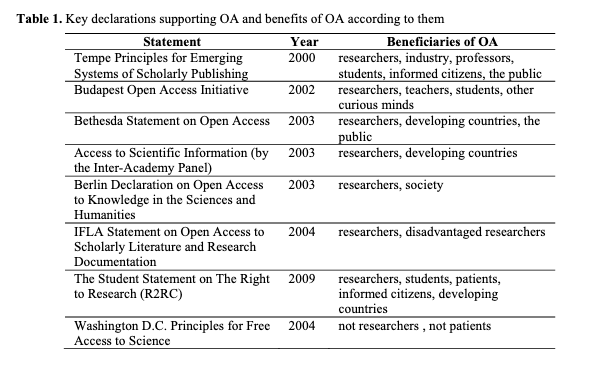 Table 1. Key declarations supporting OA and benefits of OA according to them
Statement Year Beneficiaries of OA
Tempe Principles for Emerging 2000 researchers, industry, professors,
Systems of Scholarly Publishing students, informed citizens, the public
Budapest Open Access Initiative 2002 researchers, teachers, students, other
curious minds
Bethesda Statement on Open Access 2003 researchers, developing countries, the
public
Access to Scientific Information (by 2003 researchers, developing countries
the Inter-Academy Panel)
Berlin Declaration on Open Access 2003 researchers, society
to Knowledge in the Sciences and
Humanities
IFLA Statement on Open Access to 2004 researchers, disadvantaged researchers
Scholarly Literature and Research
Documentation
The Student Statement on The Right 2009 researchers, students, patients,
to Research (R2RC) informed citizens, developing
countries
Washington D.C. Principles for Free 2004 not researchers , not patients
Access to Science